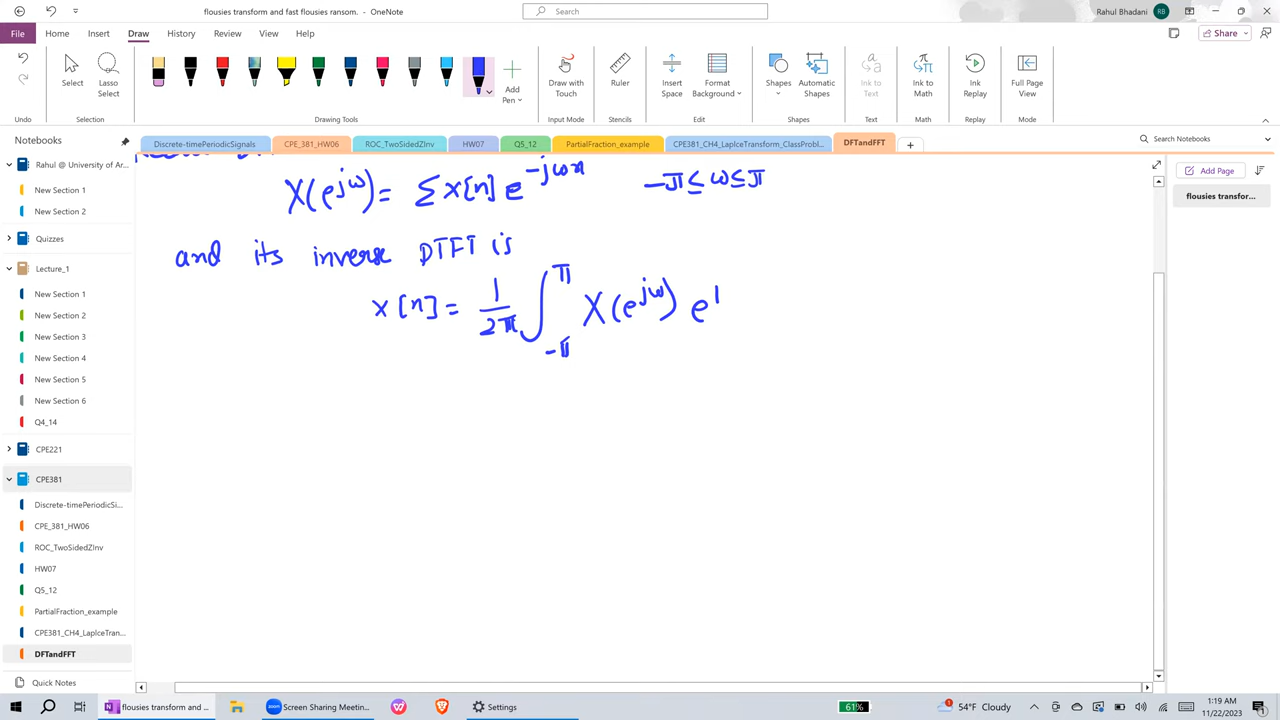 flousies transform and fast flousies ransom. - OneNote
Search
Rahul Bhadani RB
File Home Insert Draw History Review View Help
Share
Undo
Select Lasso Select
Selection
Add Pen
Drawing Tools
Draw with Touch
Input Mode
Ruler
Stencils
Insert Space Format Background
Edit
Shapes Automatic Shapes
Shapes
Ink to Text
Text
Ink to Math
Math
Ink Replay
Replay
Full Page View
Mode
Notebooks
Discrete-timePeriodicSignals CPE_381_HW06 ROC_TwoSidedZInv HW07 Q5_12 PartialFraction_example CPE381_CH4_LaplceTransform_ClassProbl... DFTandFFT
Search Notebooks
Rahul @ University of Ar...
New Section 1
New Section 2
Quizzes
Lecture_1
New Section 1
New Section 2
New Section 3
New Section 4
New Section 5
New Section 6
Q4_14
CPE221
CPE381
Discrete-timePeriodicSi...
CPE_381_HW06
ROC_TwoSidedZInv
HW07
Q5_12
PartialFraction_example
CPE381_CH4_LaplceTran...
DFTandFFT
Quick Notes
X(e^{jω}) = Σ x[n] e^{-jωn} -π ≤ ω ≤ π
and its inverse DTFT is
x[n] = \frac{1}{2π} ∫_{-π}^{π} X(e^{jω}) e
Add Page
flousies transfor...
flousies transform and ... Screen Sharing Meetin... Settings
61%
54°F Cloudy
1:19 AM
11/22/2023